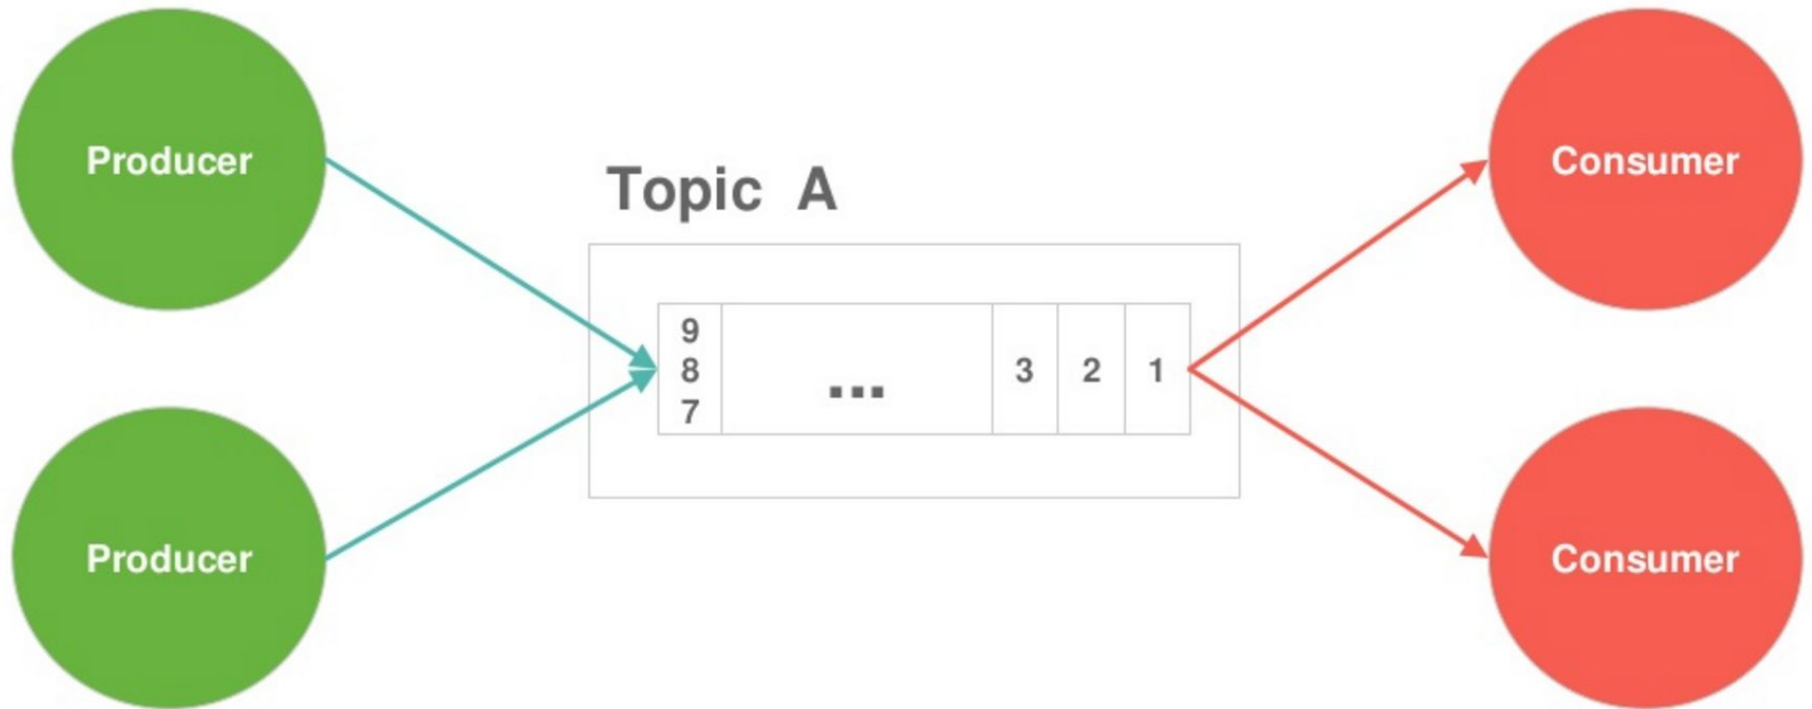 Producer
Consumer
Topic A
9
8
7
...
3
2
1
Producer
Consumer